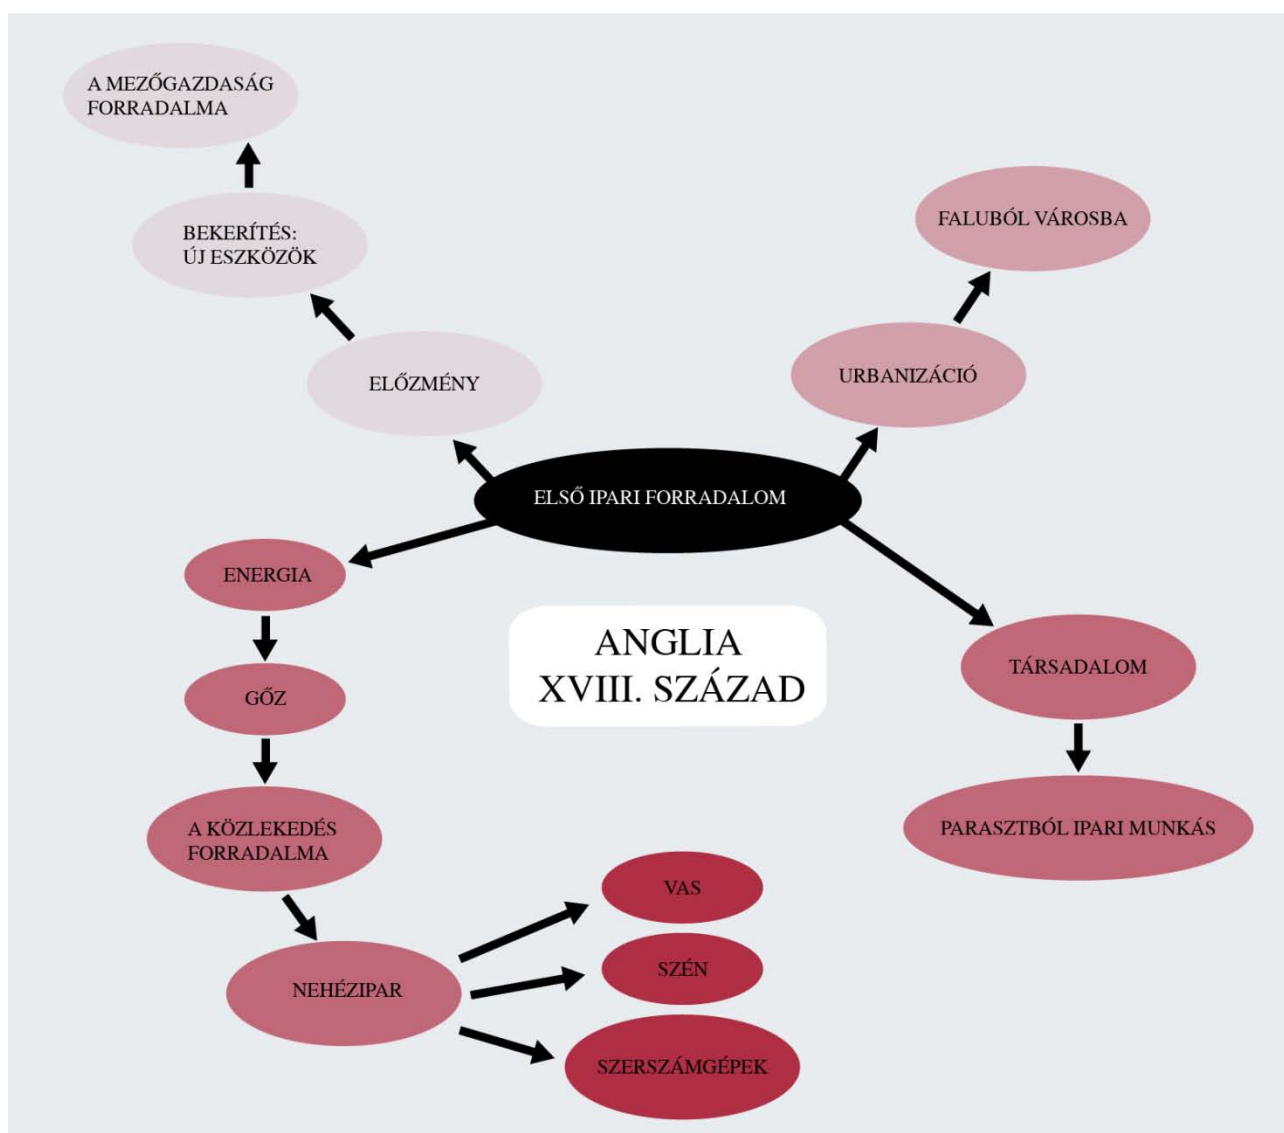 A MEZŐGAZDASÁG
FORRADALMA
BEKERÍTÉS:
ÚJ ESZKÖZÖK
ELŐZMÉNY
FALUBÓL VÁROSBA
URBANIZÁCIÓ
ELSŐ IPARI FORRADALOM
ENERGIA
GŐZ
A KÖZLEKEDÉS
FORRADALMA
NEHÉZIPAR
VAS
SZÉN
SZERSZÁMGÉPEK
ANGLIA
XVIII. SZÁZAD
TÁRSADALOM
PARASZTBÓL IPARI MUNKÁS